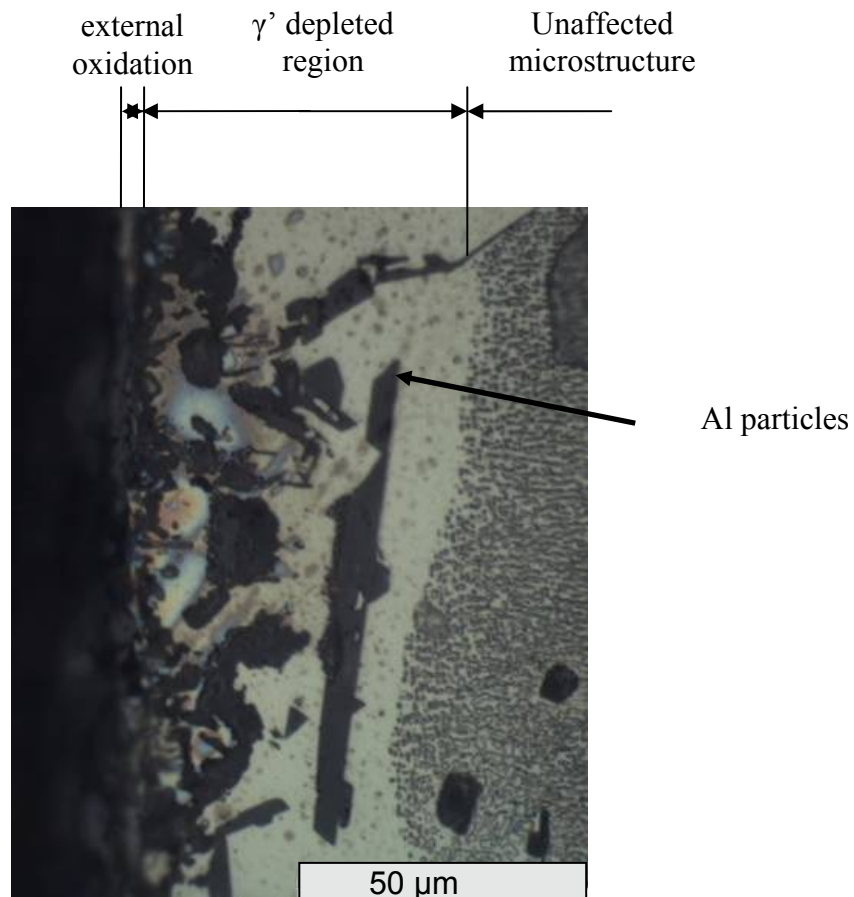 external
oxidation
γ’ depleted
region
Unaffected
microstructure
Al particles
50 µm